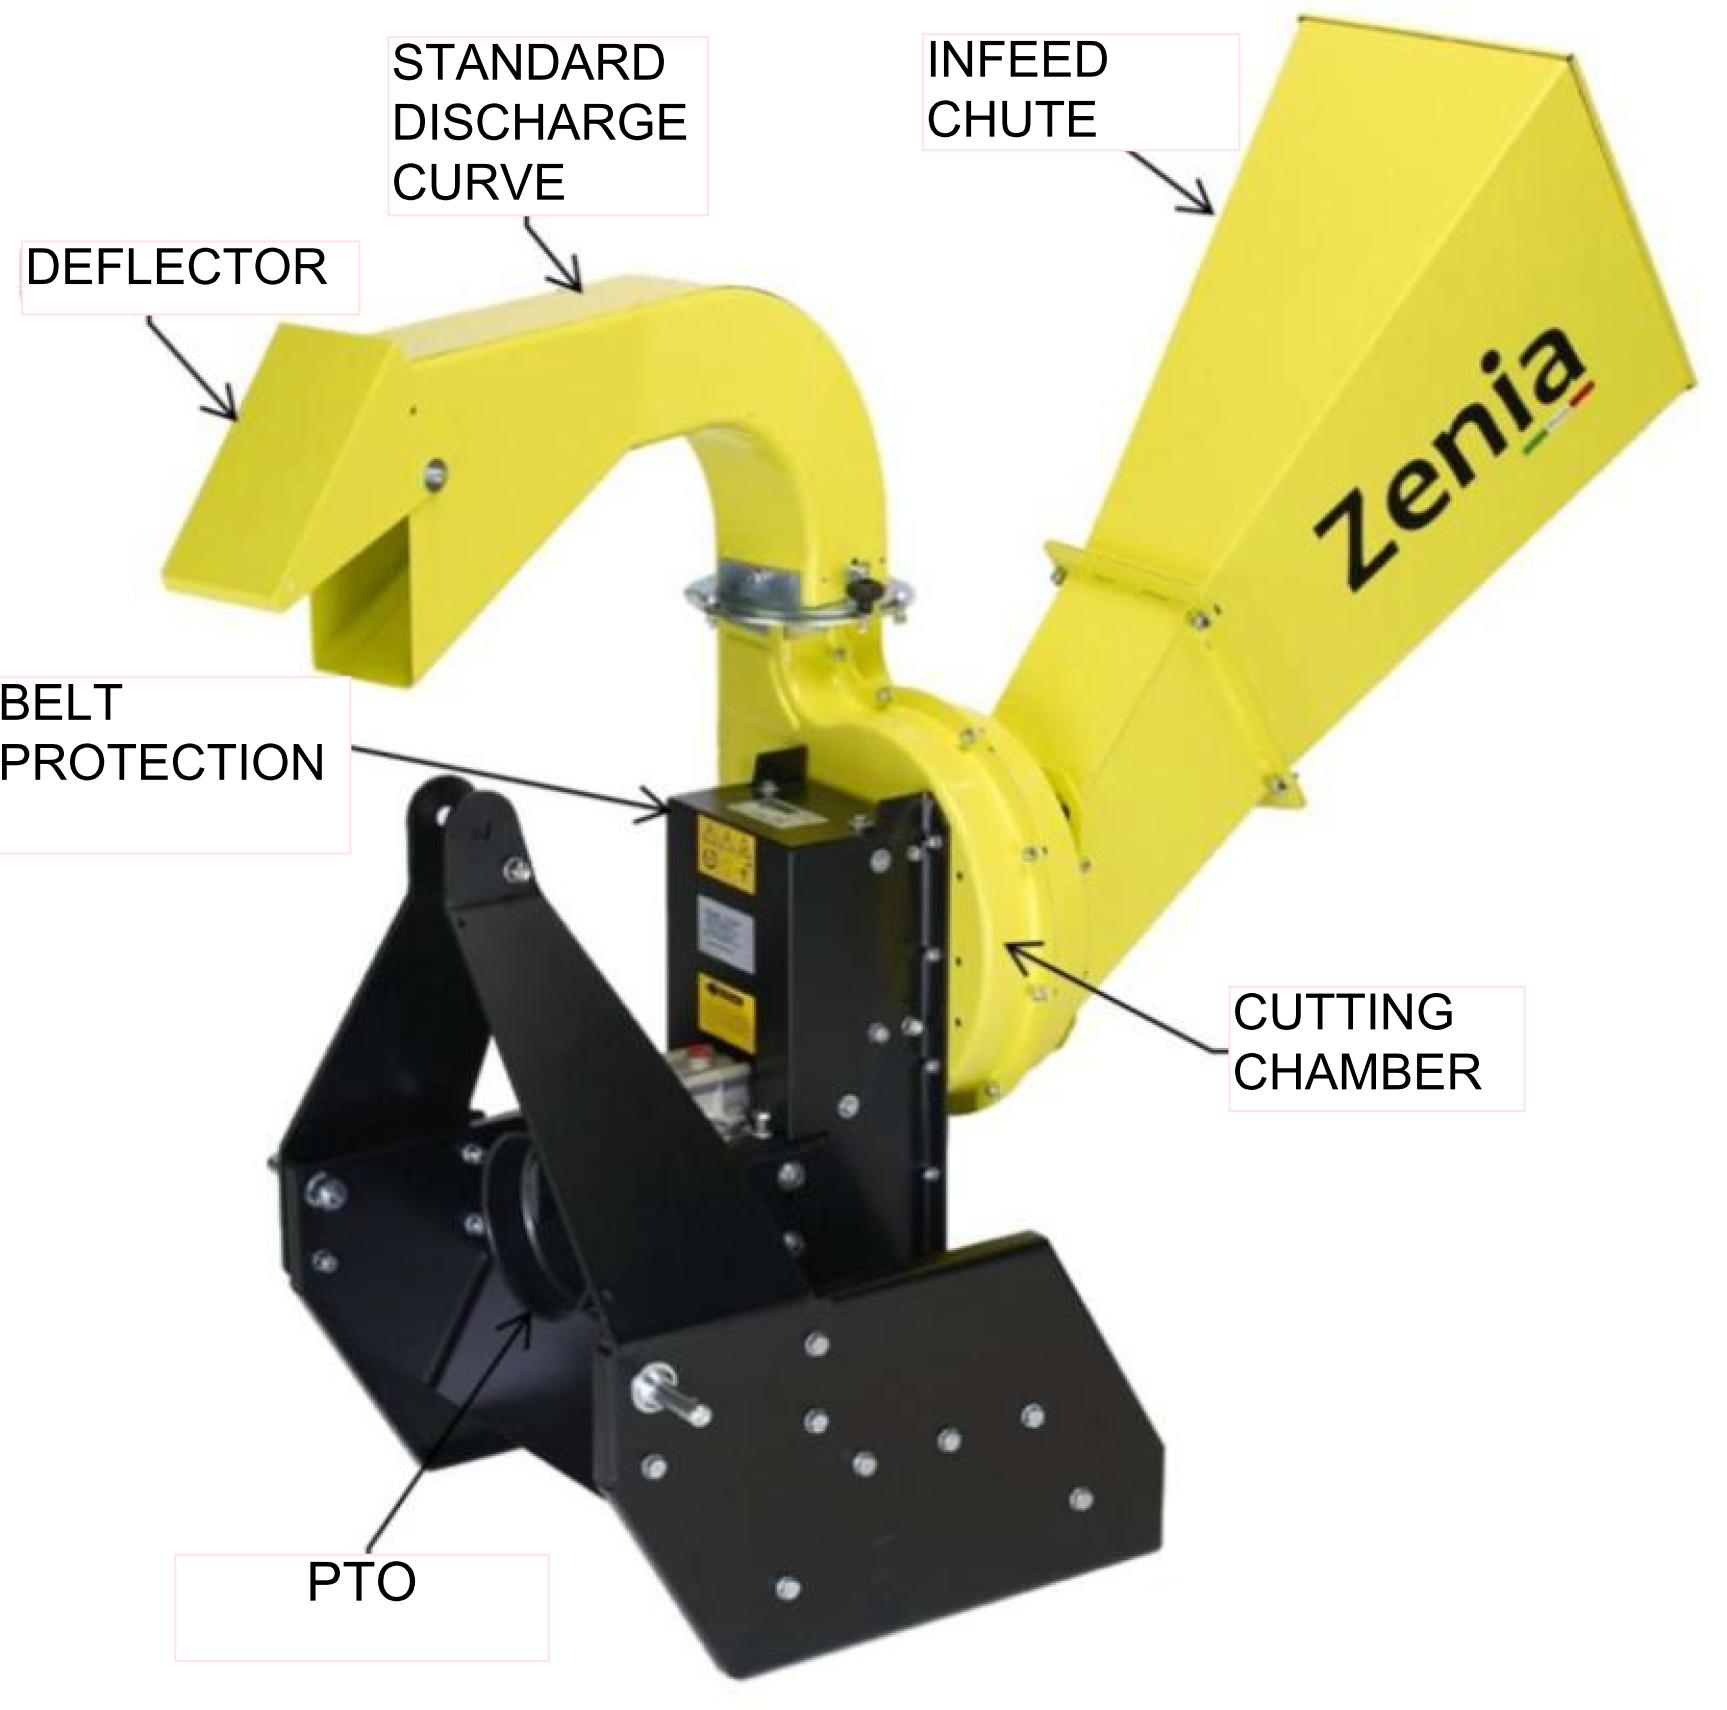 STANDARD
DISCHARGE
CURVE
INFEED
CHUTE
DEFLECTOR
Zenia
BELT
PROTECTION
CUTTING
CHAMBER
PTO